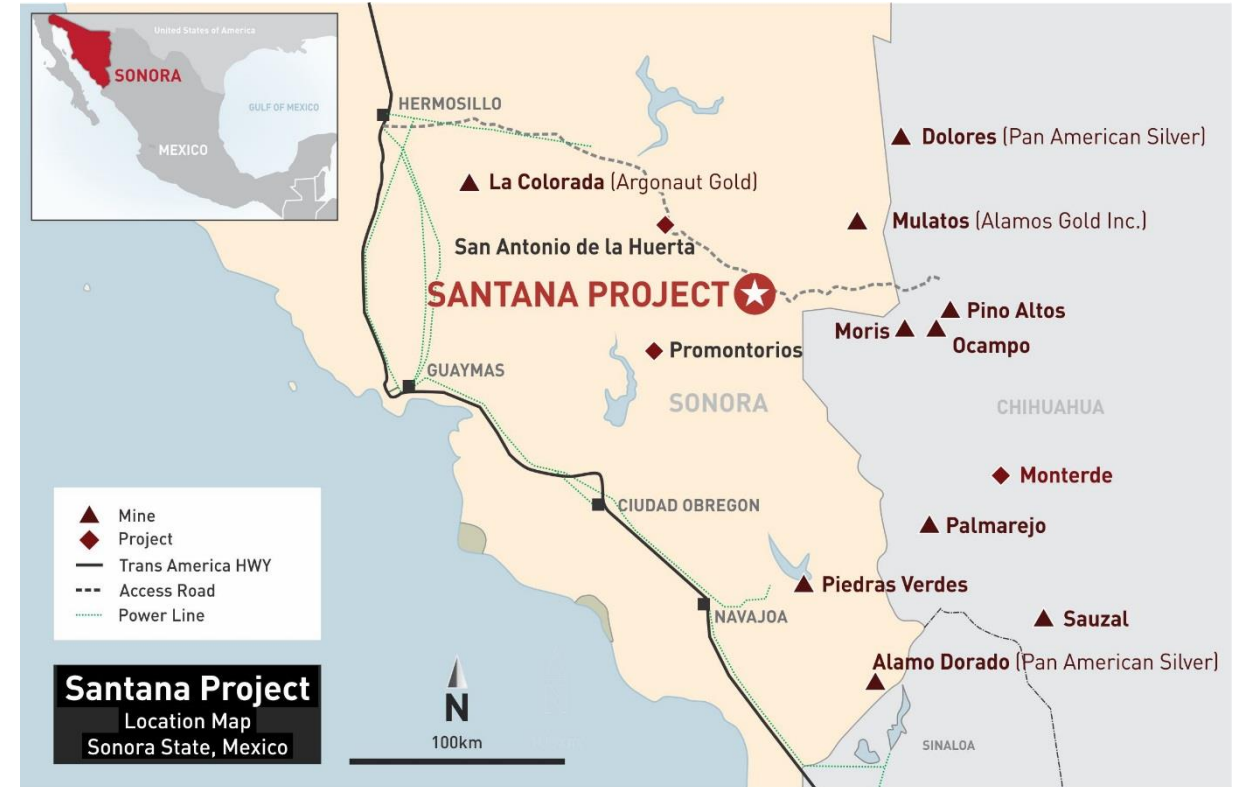 United States of America
SONORA
GULF OF MEXICO
MEXICO
HERMOSILLO
Dolores (Pan American Silver)
La Colorada (Argonaut Gold)
Mulatos (Alamos Gold Inc.)
San Antonio de la Huerta
SANTANA PROJECT
Pino Altos
Moris
Ocampo
Promontorios
GUAYMAS
SONORA
CHIHUAHUA
Monterde
CIUDAD OBREGON
Palmarejo
Piedras Verdes
NAVAJOA
Sauzal
Alamo Dorado (Pan American Silver)
SINALOA
Mine
Project
Trans America HWY
Access Road
Power Line
Santana Project
Location Map
Sonora State, Mexico
N
100km